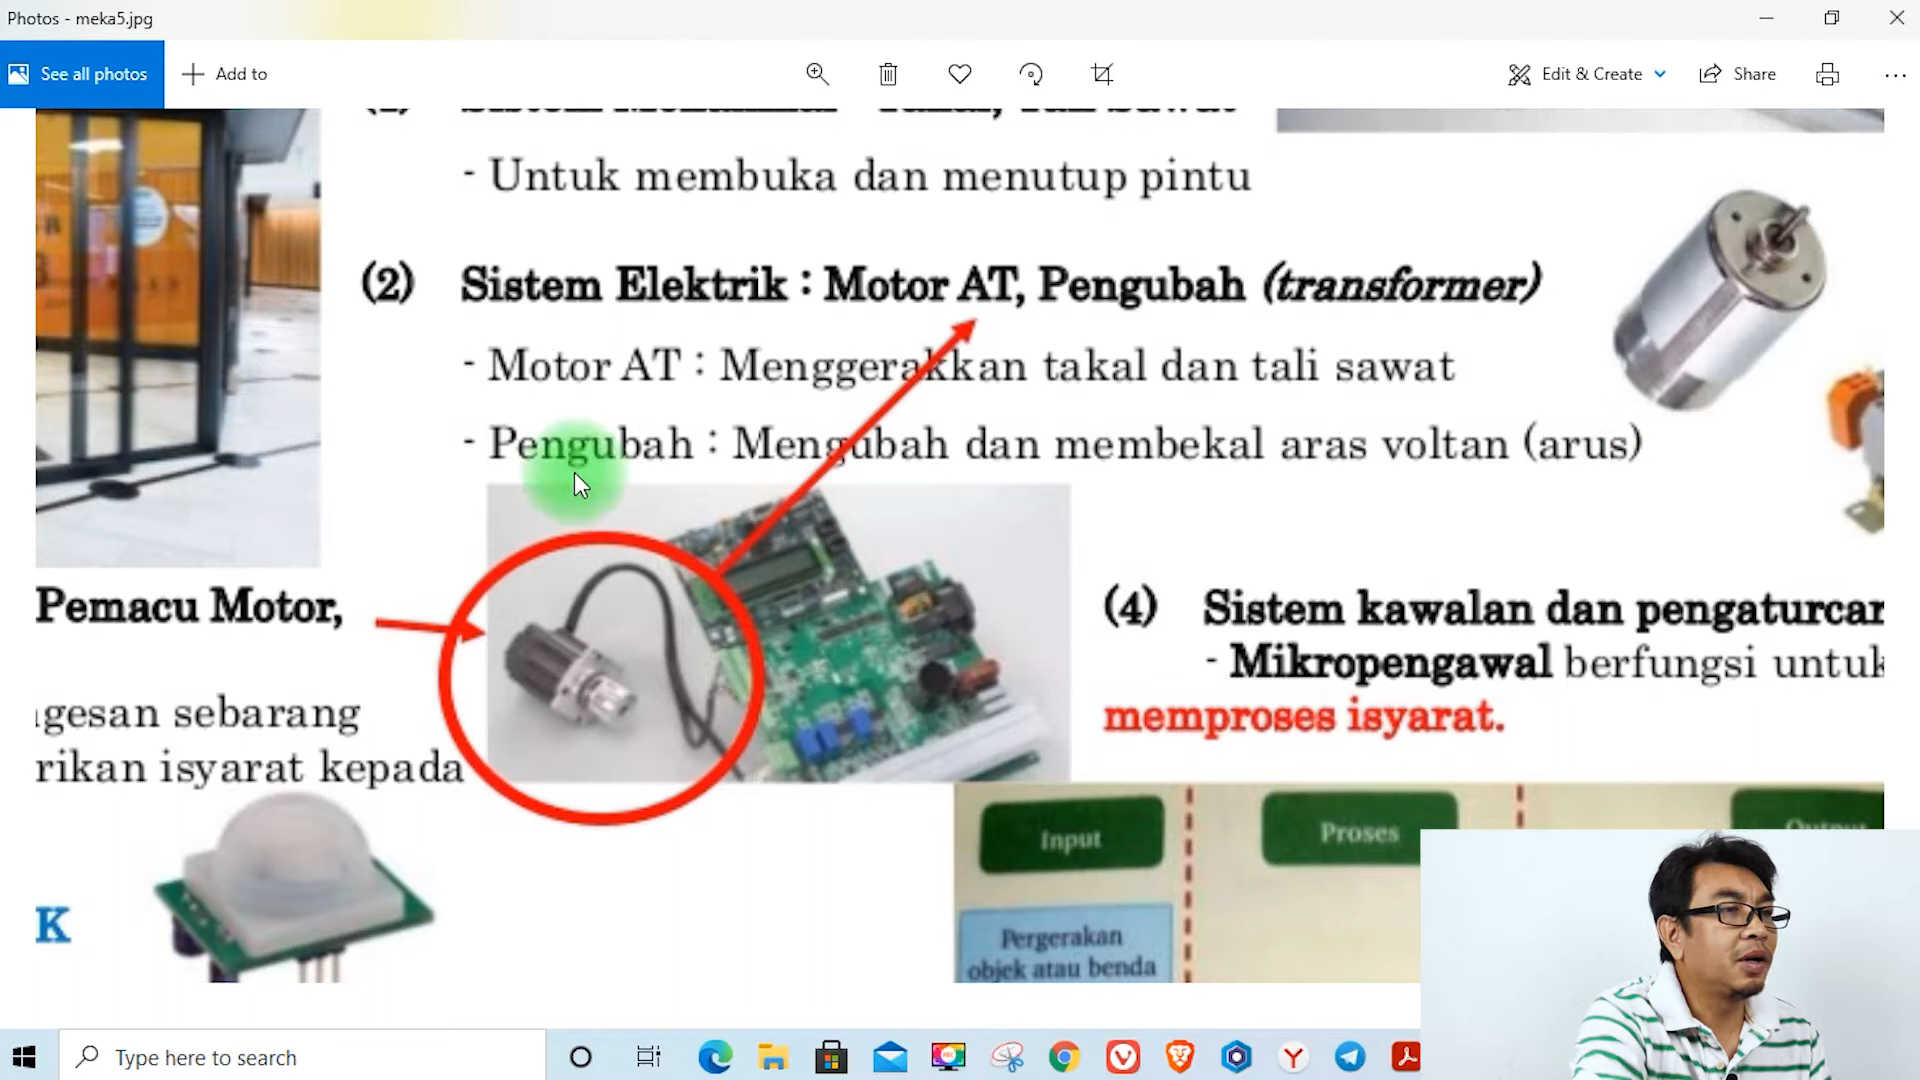 Photos - meka5.jpg
See all photos
Add to
Edit & Create
Share
- Untuk membuka dan menutup pintu
(2) Sistem Elektrik : Motor AT, Pengubah (transformer)
- Motor AT : Menggerakkan takal dan tali sawat
- Pengubah : Mengubah dan membekal aras voltan (arus)
Pemacu Motor,
gesan sebarang
rikan isyarat kepada
K
(4) Sistem kawalan dan pengaturcar
- Mikropengawal berfungsi untuk
memproses isyarat.
Input
Proses
Pergerakan
objek atau benda
Type here to search